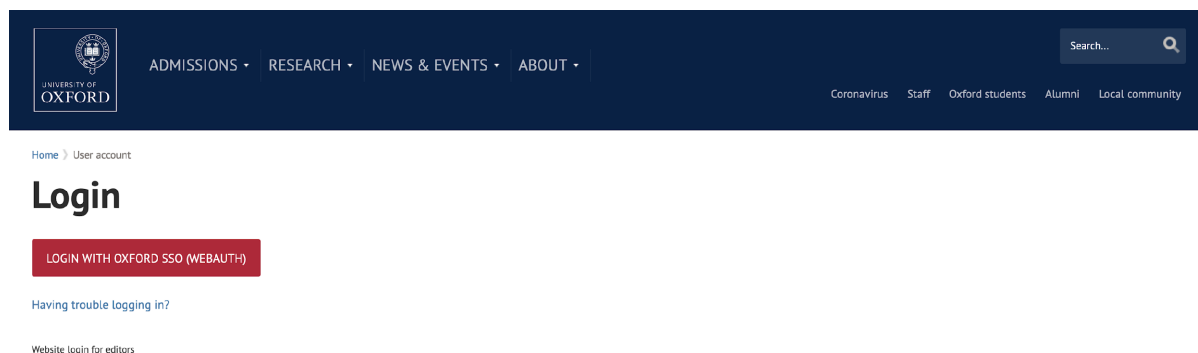 UNIVERSITY OF
OXFORD
ADMISSIONS
RESEARCH
NEWS & EVENTS
ABOUT
Search...
Coronavirus
Staff
Oxford students
Alumni
Local community
Home
User account
Login
LOGIN WITH OXFORD SSO (WEBAUTH)
Having trouble logging in?
Website login for editors